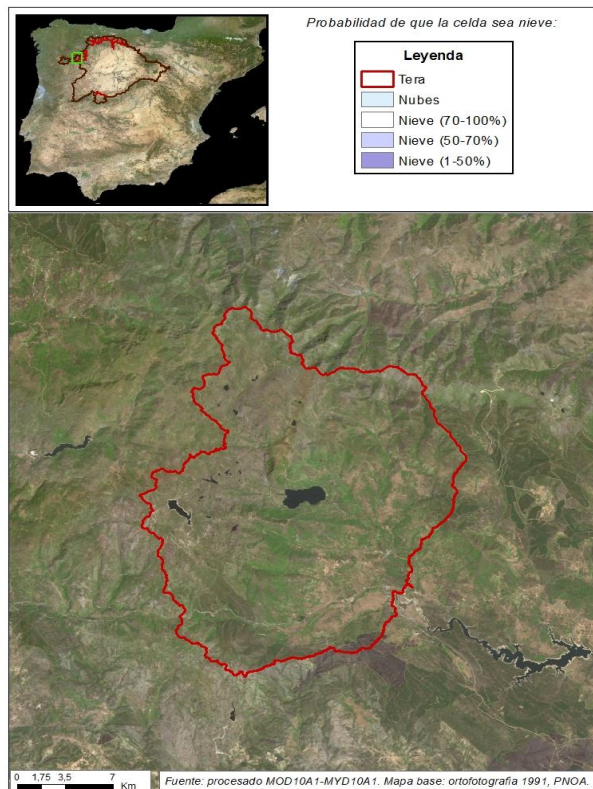 Probabilidad de que la celda sea nieve:
Leyenda
Tera
Nubes
Nieve (70-100%)
Nieve (50-70%)
Nieve (1-50%)
0 1,75 3,5 7
Km
Fuente: procesado MOD10A1-MYD10A1. Mapa base: ortofotografia 1991, PNOA.